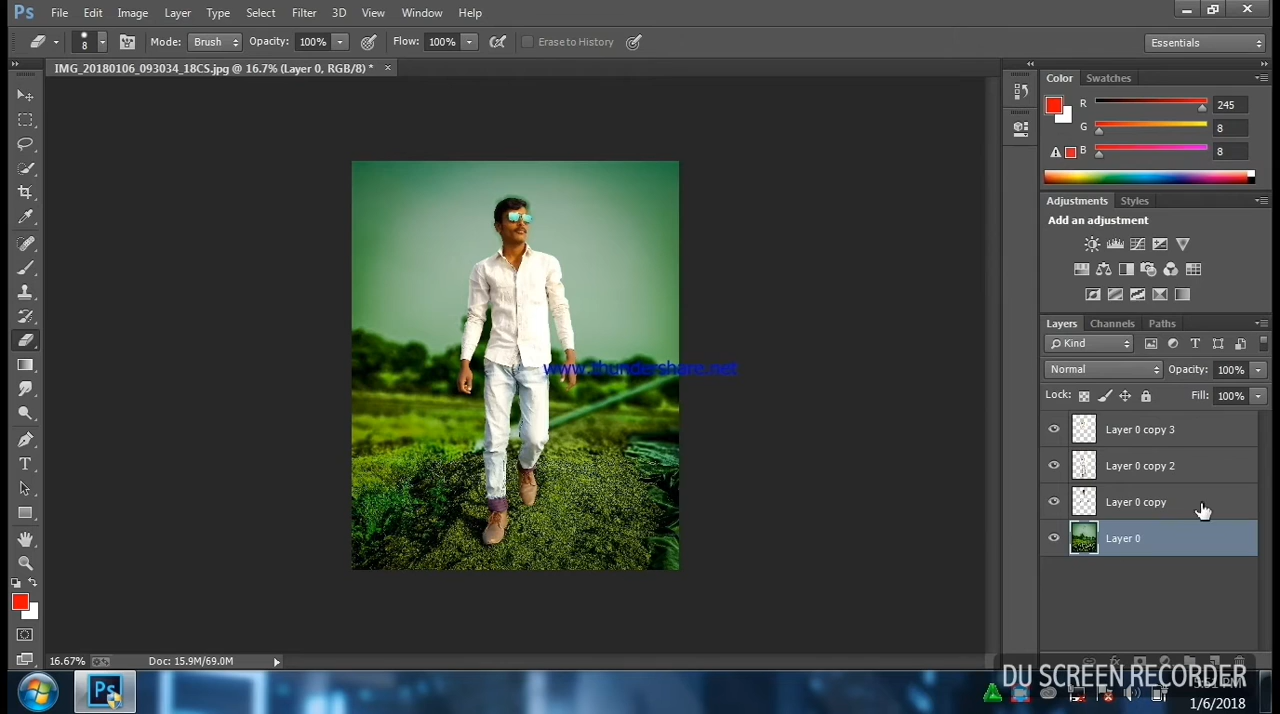 Ps File Edit Image Layer Type Select Filter 3D View Window Help
8 Mode: Brush Opacity: 100% Flow: 100% Erase to History Essentials
IMG_20180106_093034_18CS.jpg @ 16.7% (Layer 0, RGB/8) * ×
Color Swatches
R 245
G 8
B 8
Adjustments Styles
Add an adjustment
Layers Channels Paths
Kind
Normal Opacity: 100%
Lock: Fill: 100%
Layer 0 copy 3
Layer 0 copy 2
Layer 0 copy
Layer 0
www.thundershare.net
16.67% Doc: 15.9M/69.0M
DU SCREEN RECORDER
Ps
1/6/2018